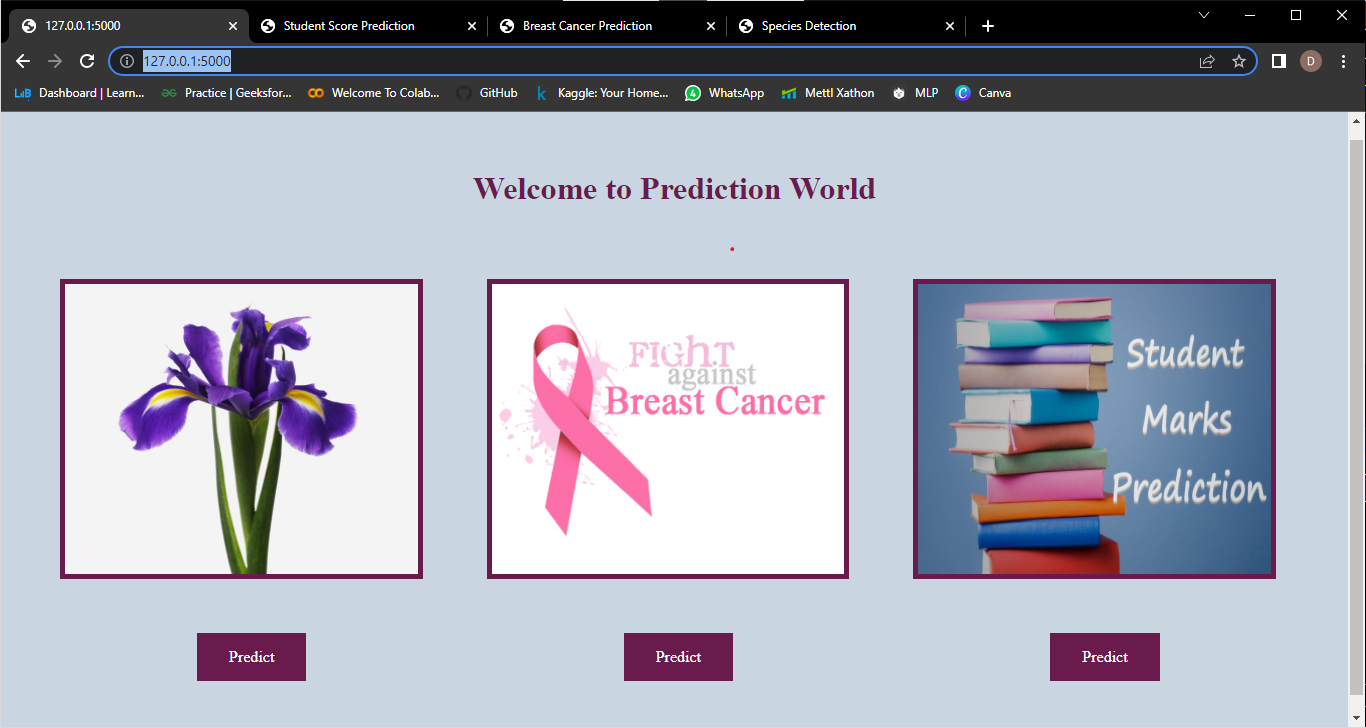 127.0.0.1:5000 Student Score Prediction Breast Cancer Prediction Species Detection
127.0.0.1:5000 D
LMB Dashboard | Learn... Practice | Geeksfor... Welcome To Colab... GitHub Kaggle: Your Home... WhatsApp Mettl Xathon MLP Canva
Welcome to Prediction World
FIGHT
against
Breast Cancer
Student
Marks
Prediction
Predict Predict Predict